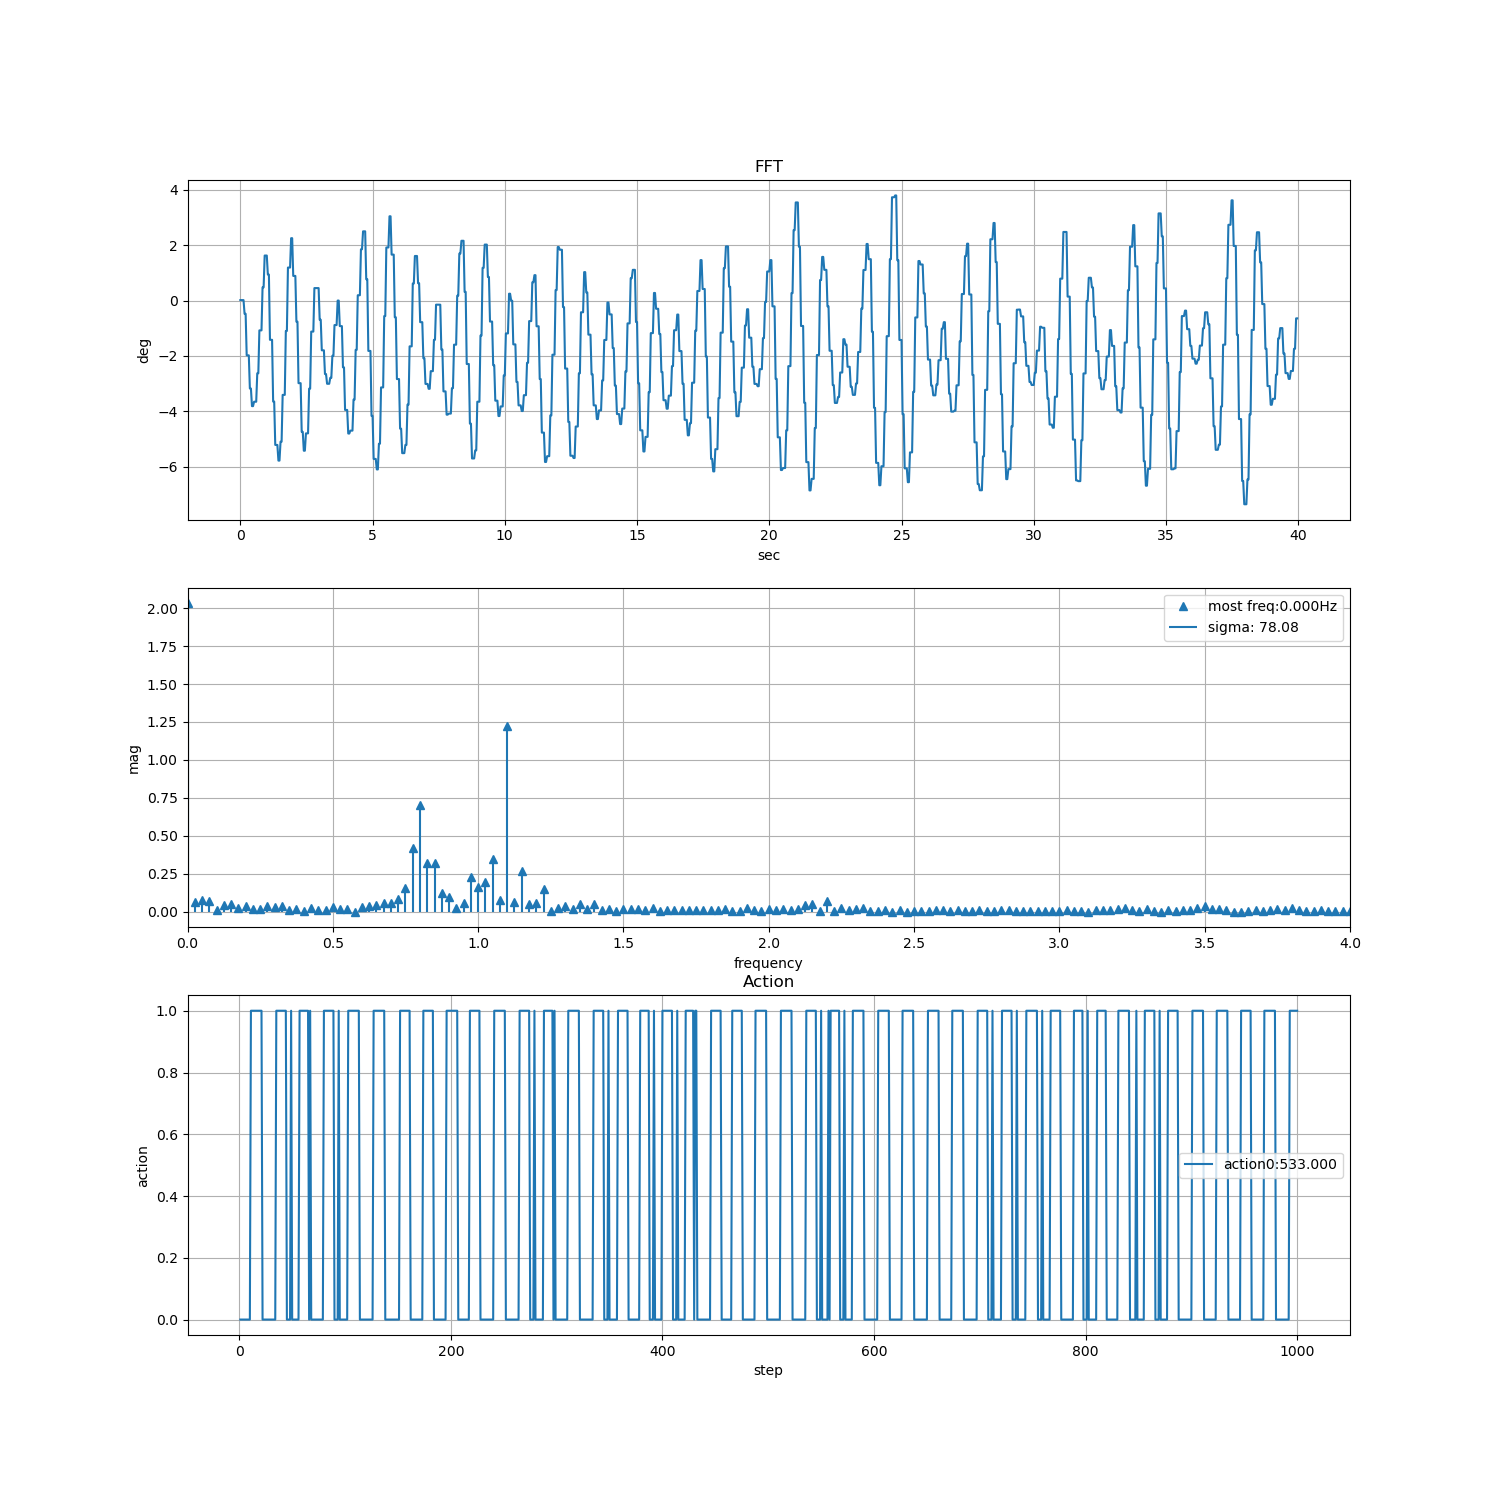 FFT
4
2
0
−2
−4
−6
deg
0 5 10 15 20 25 30 35 40
sec
2.00
1.75
1.50
1.25
1.00
0.75
0.50
0.25
0.00
mag
most freq:0.000Hz
sigma: 78.08
0.0 0.5 1.0 1.5 2.0 2.5 3.0 3.5 4.0
frequency
Action
1.0
0.8
0.6
0.4
0.2
0.0
action
action0:533.000
0 200 400 600 800 1000
step